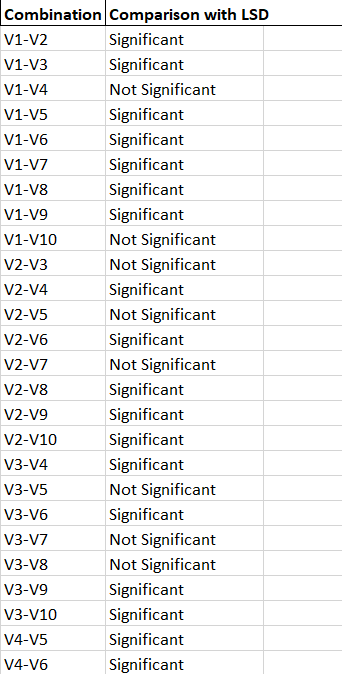 Combination Comparison with LSD
V1-V2 Significant
V1-V3 Significant
V1-V4 Not Significant
V1-V5 Significant
V1-V6 Significant
V1-V7 Significant
V1-V8 Significant
V1-V9 Significant
V1-V10 Not Significant
V2-V3 Not Significant
V2-V4 Significant
V2-V5 Not Significant
V2-V6 Significant
V2-V7 Not Significant
V2-V8 Significant
V2-V9 Significant
V2-V10 Significant
V3-V4 Significant
V3-V5 Not Significant
V3-V6 Significant
V3-V7 Not Significant
V3-V8 Not Significant
V3-V9 Significant
V3-V10 Significant
V4-V5 Significant
V4-V6 Significant